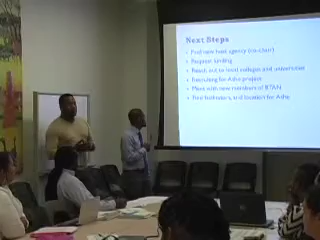 Next Steps
• Find new host agency (co-chair)
• Request funding
• Reach out to local colleges and universities
• Recruiting for Ashe project
• Meet with new members of BTAN
• Find facilitators, and location for Ashe